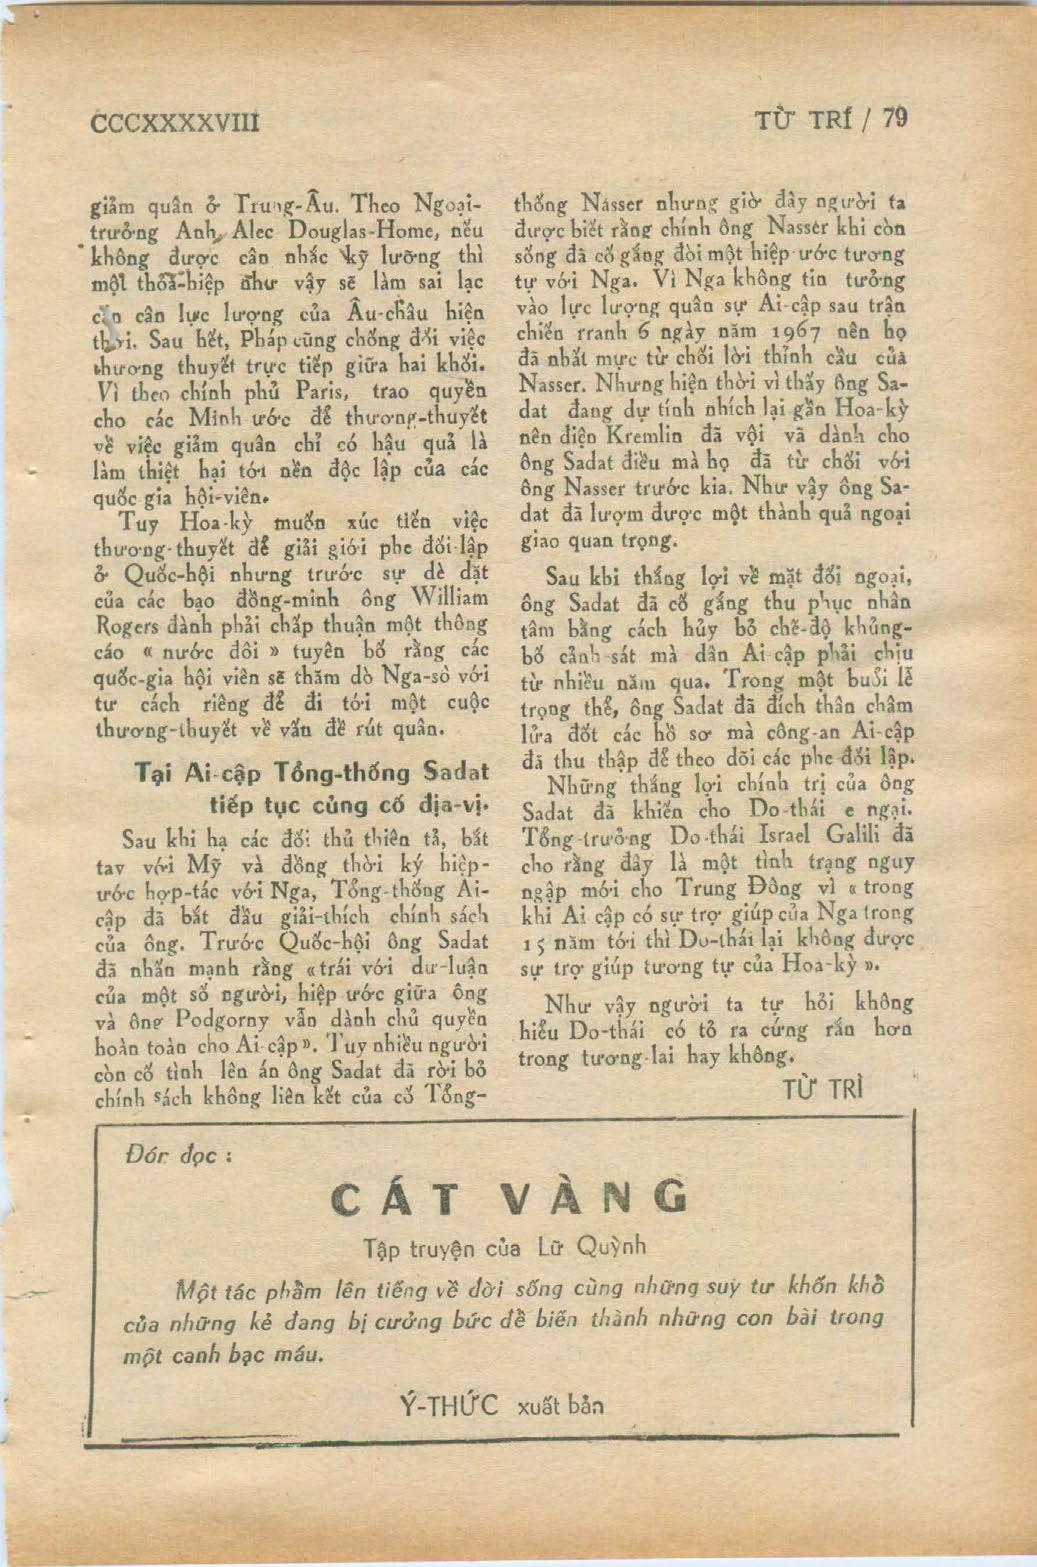 CCCXXXXVIII
TỪ TRÍ / 79
giảm quân ở Trung-Âu. Theo Ngoại-
trưởng Anh, Alec Douglas-Home, nếu
không được cân nhắc kỹ lưỡng thì
một thỏa-hiệp như vậy sẽ làm sai lạc
cán cân lực lượng của Âu-châu hiện
thời. Sau hết, Pháp cũng chống đối việc
thương thuyết trực tiếp giữa hai khối.
Vì theo chính phủ Paris, trao quyền
cho các Minh ước để thương-thuyết
về việc giảm quân chỉ có hậu quả là
làm thiệt hại tới nền độc lập của các
quốc gia hội-viên.
Tuy Hoa-kỳ muốn xúc tiến việc
thương-thuyết để giải giới phe đối-lập
ở Quốc-hội nhưng trước sự dè dặt
của các bạo đồng-minh ông William
Rogers đành phải chấp thuận một thông
cáo « nước đôi » tuyên bố rằng các
quốc-gia hội viên sẽ thăm dò Nga-sô với
tư cách riêng để đi tới một cuộc
thương-thuyết về vấn đề rút quân.
Tại Ai-cập Tổng-thống Sadat
tiếp tục củng cố địa-vị.
Sau khi hạ các đối thủ thiên tả, bắt
tay với Mỹ và đồng thời ký hiệp-
ước hợp-tác với Nga, Tổng-thống Ai-
cập đã bắt đầu giải-thích chính sách
của ông. Trước Quốc-hội ông Sadat
đã nhấn mạnh rằng «trái với dư-luận
của một số người, hiệp ước giữa ông
và ông Podgorny vẫn dành chủ quyền
hoàn toàn cho Ai-cập». Tuy nhiều người
còn cố tình lên án ông Sadat đã rời bỏ
chính sách không liên kết của cố Tổng-
thống Nasser nhưng giờ đây người ta
được biết rằng chính ông Nasser khi còn
sống đã cố gắng đòi một hiệp ước tương
tự với Nga. Vì Nga không tin tưởng
vào lực lượng quân sự Ai-cập sau trận
chiến rranh 6 ngày năm 1967 nên họ
đã nhất mực từ chối lời thỉnh cầu của
Nasser. Nhưng hiện thời vì thấy ông Sa-
dat đang dự tính nhích lại gần Hoa-kỳ
nên điện Kremlin đã vội vã dành cho
ông Sadat điều mà họ đã từ chối với
ông Nasser trước kia. Như vậy ông Sa-
dat đã lượm được một thành quả ngoại
giao quan trọng.
Sau khi thắng lợi về mặt đối ngoại,
ông Sadat đã cố gắng thu phục nhân
tâm bằng cách hủy bỏ chế-độ khủng-
bố cảnh-sát mà dân Ai-cập phải chịu
từ nhiều năm qua. Trong một buổi lễ
trọng thể, ông Sadat đã đích thân châm
lửa đốt các hồ sơ mà công-an Ai-cập
đã thu thập để theo dõi các phe đối lập.
Những thắng lợi chính trị của ông
Sadat đã khiến cho Do-thái e ngại.
Tổng-trưởng Do-thái Israel Galili đã
cho rằng đây là một tình trạng nguy
ngập mới cho Trung Đông vì « trong
khi Ai cập có sự trợ giúp của Nga trong
15 năm tới thì Do-thái lại không được
sự trợ giúp tương tự của Hoa-kỳ ».
Như vậy người ta tự hỏi không
hiểu Do-thái có tỏ ra cứng rắn hơn
trong tương-lai hay không.
TỪ TRÌ
Đón đọc :
CÁT VÀNG
Tập truyện của Lữ Quỳnh
Một tác phẩm lên tiếng về đời sống cùng những suy tư khốn khổ
của những kẻ đang bị cưởng bức để biến thành những con bài trong
một canh bạc máu.
Ý-THỨC xuất bản